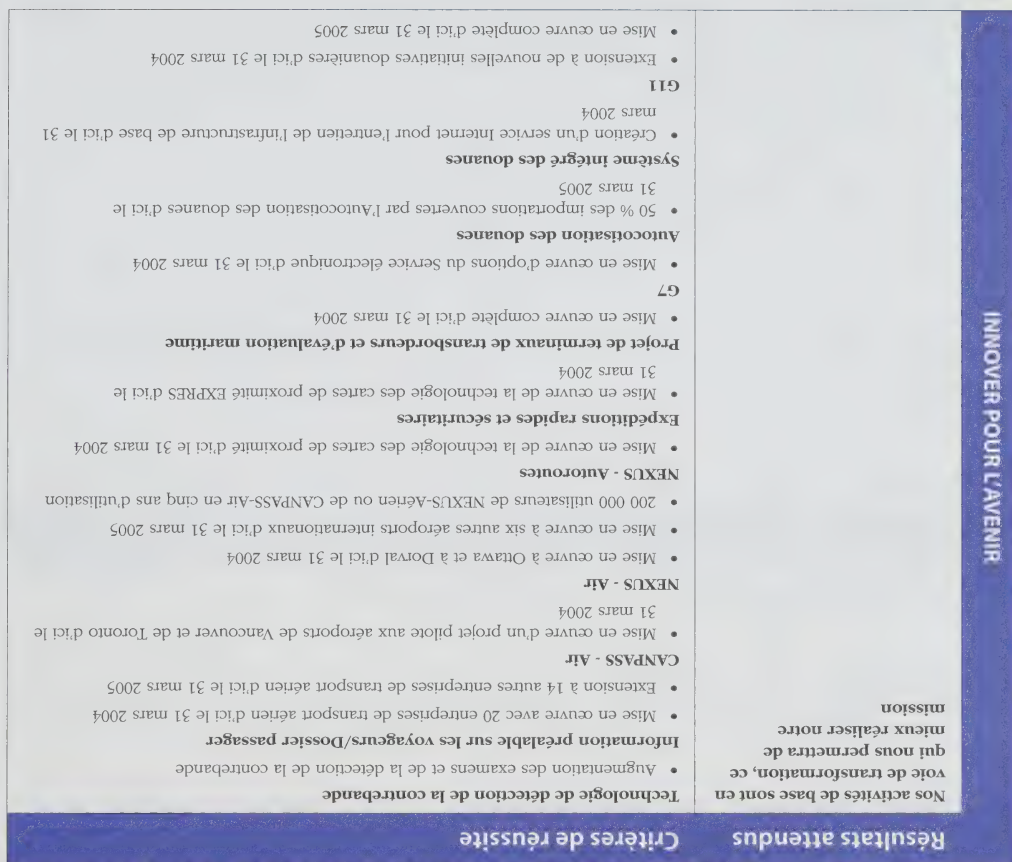 INNOVER POUR L'AVENIR
Résultats attendus
Critères de réussite
Nos activités de base sont en
voie de transformation, ce
qui nous permettra de
mieux réaliser notre
mission
Technologie de détection de la contrebande
• Augmentation des examens et de la détection de la contrebande
Information préalable sur les voyageurs/Dossier passager
• Mise en œuvre avec 20 entreprises de transport aérien d'ici le 31 mars 2004
• Extension à 14 autres entreprises de transport aérien d'ici le 31 mars 2005
CANPASS - Air
• Mise en œuvre d'un projet pilote aux aéroports de Vancouver et de Toronto d'ici le
31 mars 2004
NEXUS - Air
• Mise en œuvre à Ottawa et à Dorval d'ici le 31 mars 2004
• Mise en œuvre à six autres aéroports internationaux d'ici le 31 mars 2005
• 200 000 utilisateurs de NEXUS-Aérien ou de CANPASS-Air en cinq ans d'utilisation
NEXUS - Autoroutes
• Mise en œuvre de la technologie des cartes de proximité d'ici le 31 mars 2004
Expéditions rapides et sécuritaires
• Mise en œuvre de la technologie des cartes de proximité EXPRES d'ici le
31 mars 2004
Projet de terminaux de transbordeurs et d'évaluation maritime
• Mise en œuvre complète d'ici le 31 mars 2004
G7
• Mise en œuvre d'options du Service électronique d'ici le 31 mars 2004
Autocotisation des douanes
• 50 % des importations couvertes par l'Autocotisation des douanes d'ici le
31 mars 2005
Système intégré des douanes
• Création d'un service Internet pour l'entretien de l'infrastructure de base d'ici le 31
mars 2004
G11
• Extension à de nouvelles initiatives douanières d'ici le 31 mars 2004
• Mise en œuvre complète d'ici le 31 mars 2005